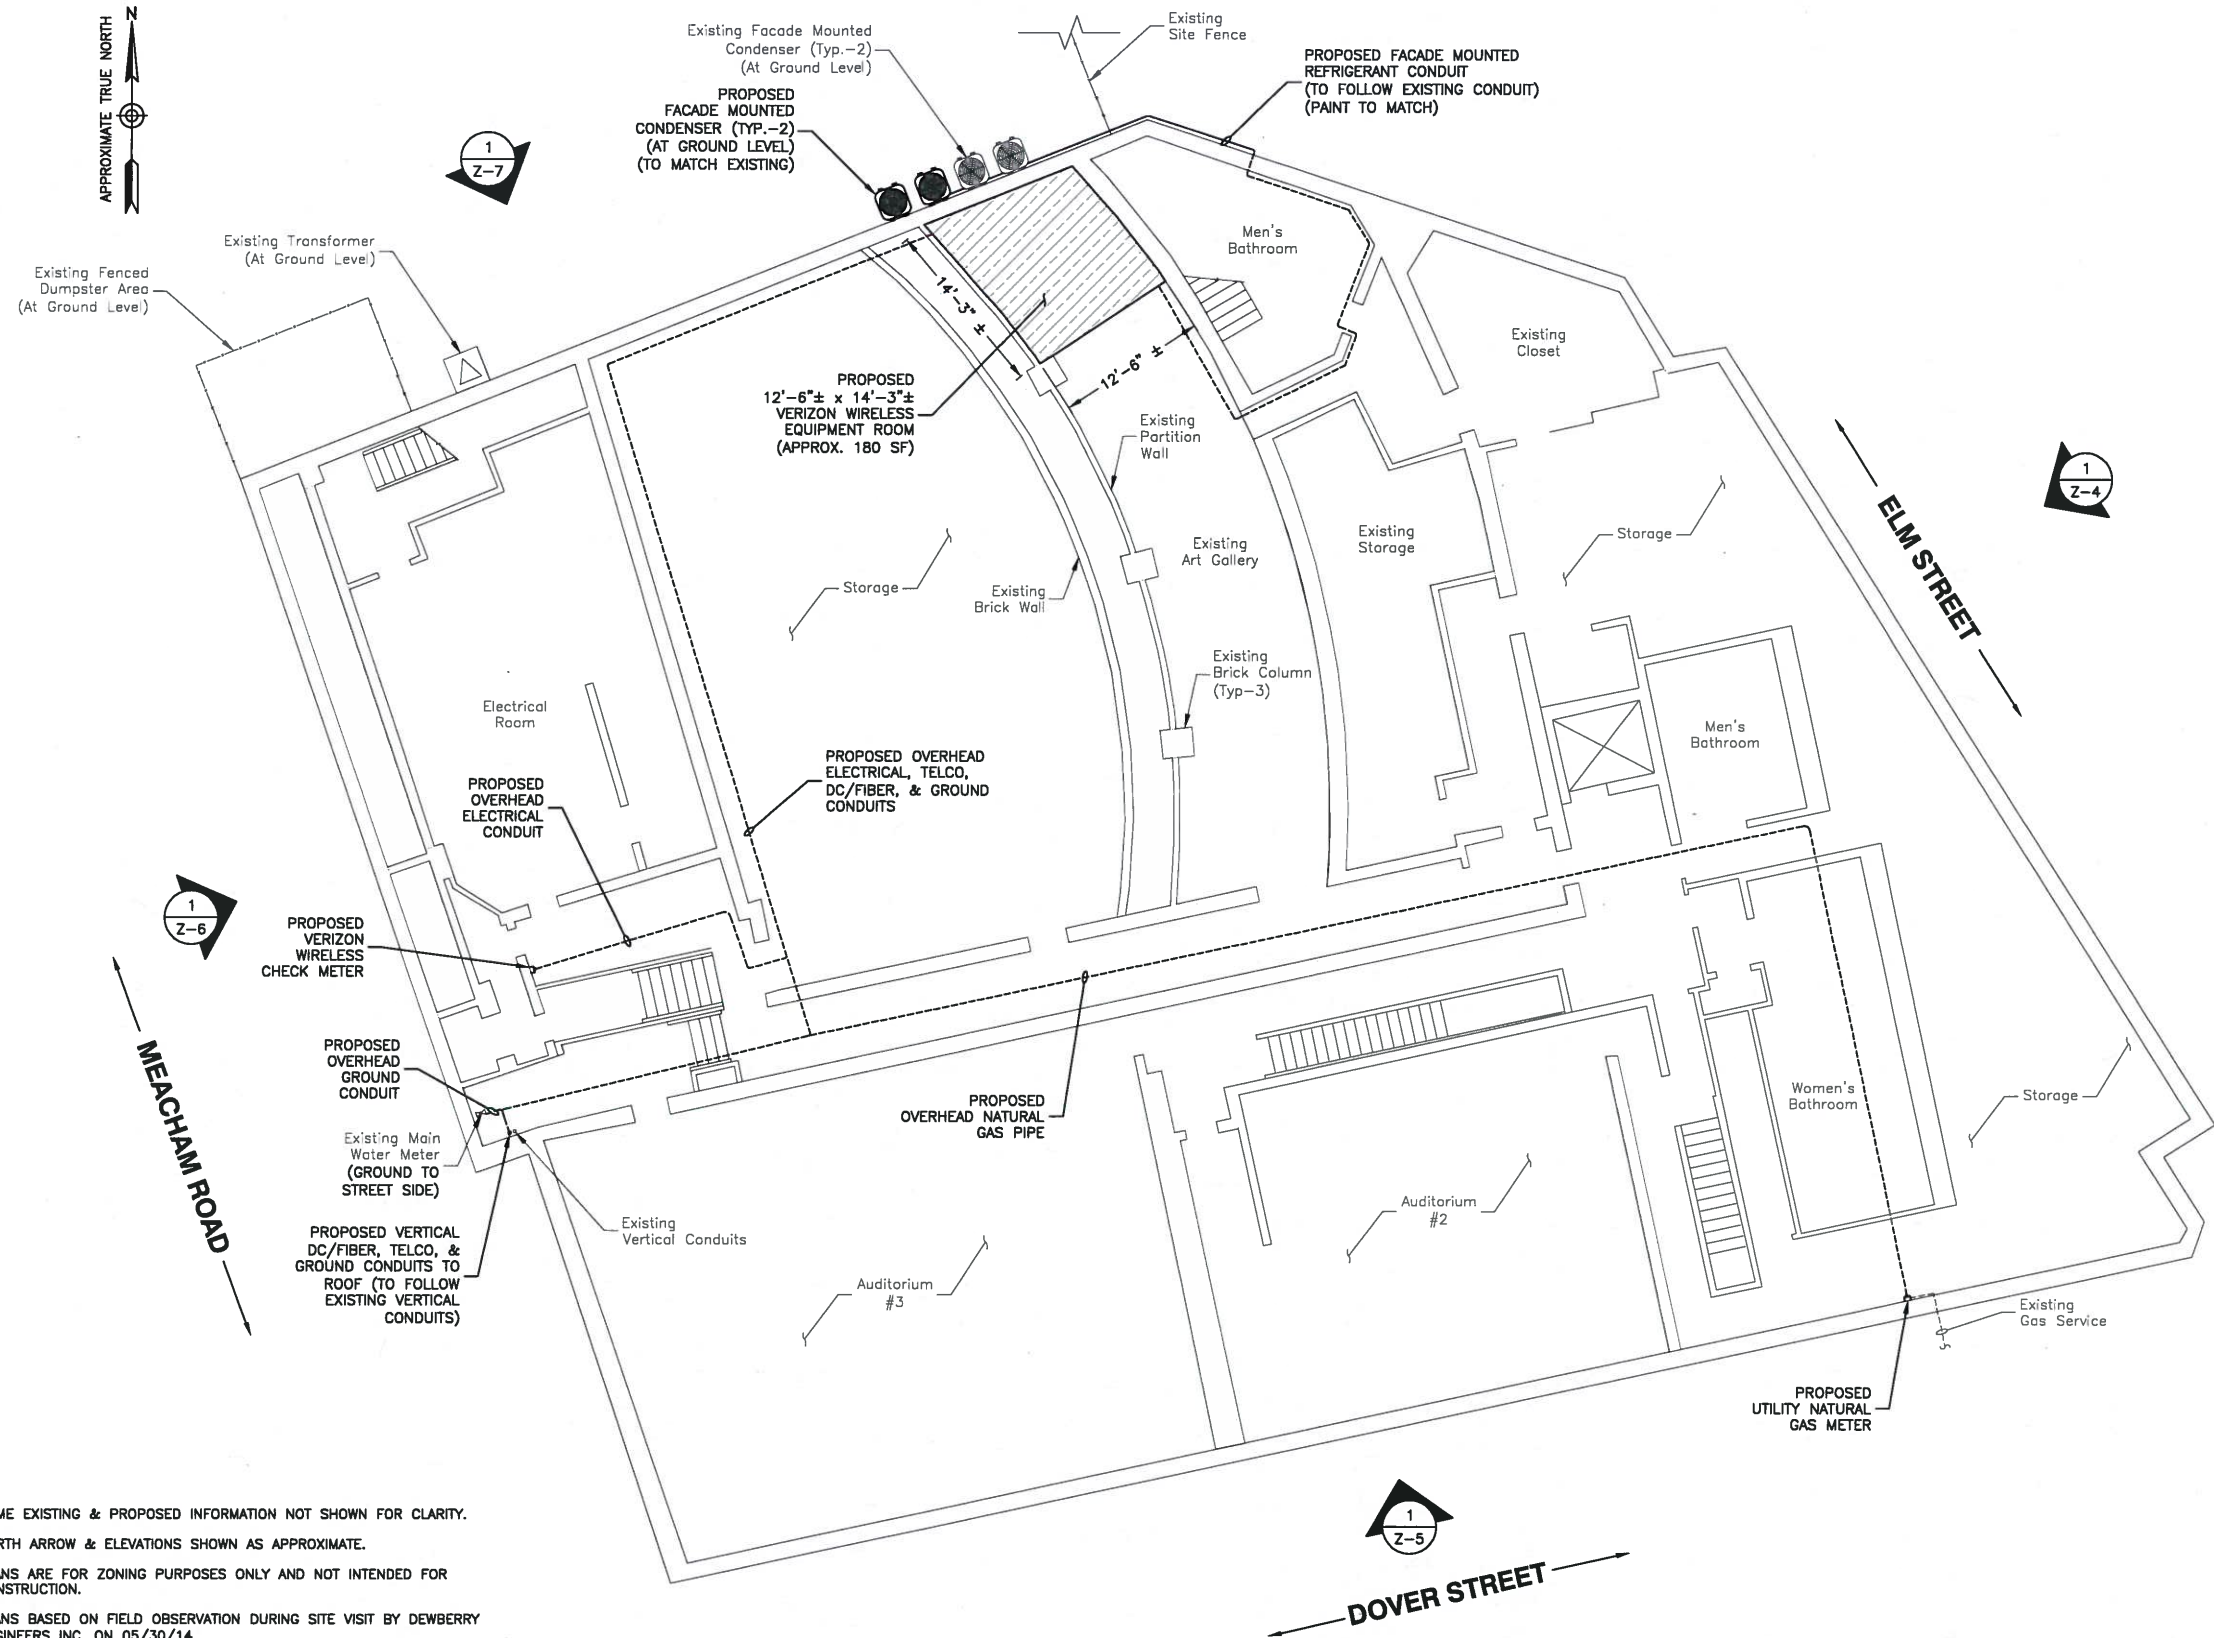 APPROXIMATE TRUE NORTH
N
Existing Facade Mounted
Condenser (Typ.-2)
(At Ground Level)
Existing
Site Fence
PROPOSED FACADE MOUNTED
REFRIGERANT CONDUIT
(TO FOLLOW EXISTING CONDUIT)
(PAINT TO MATCH)
PROPOSED
FACADE MOUNTED
CONDENSER (TYP.-2)
(AT GROUND LEVEL)
(TO MATCH EXISTING)
1
Z-7
Existing Transformer
(At Ground Level)
Existing Fenced
Dumpster Area
(At Ground Level)
Men's
Bathroom
14'-3" ±
12'-6" ±
Existing
Closet
PROPOSED
12'-6"± x 14'-3"±
VERIZON WIRELESS
EQUIPMENT ROOM
(APPROX. 180 SF)
Existing
Partition
Wall
1
Z-4
ELM STREET
Storage
Existing
Brick Wall
Existing
Art Gallery
Existing
Storage
Storage
Existing
Brick Column
(Typ-3)
Electrical
Room
Men's
Bathroom
PROPOSED OVERHEAD
ELECTRICAL, TELCO,
DC/FIBER, & GROUND
CONDUITS
PROPOSED
OVERHEAD
ELECTRICAL
CONDUIT
1
Z-6
PROPOSED
VERIZON
WIRELESS
CHECK METER
MEACHAM ROAD
PROPOSED
OVERHEAD
GROUND
CONDUIT
Existing Main
Water Meter
(GROUND TO
STREET SIDE)
PROPOSED
OVERHEAD NATURAL
GAS PIPE
Women's
Bathroom
Storage
PROPOSED VERTICAL
DC/FIBER, TELCO, &
GROUND CONDUITS TO
ROOF (TO FOLLOW
EXISTING VERTICAL
CONDUITS)
Existing
Vertical Conduits
Auditorium
#3
Auditorium
#2
Existing
Gas Service
PROPOSED
UTILITY NATURAL
GAS METER
1
Z-5
DOVER STREET
ME EXISTING & PROPOSED INFORMATION NOT SHOWN FOR CLARITY.
RTH ARROW & ELEVATIONS SHOWN AS APPROXIMATE.
ANS ARE FOR ZONING PURPOSES ONLY AND NOT INTENDED FOR
NSTRUCTION.
ANS BASED ON FIELD OBSERVATION DURING SITE VISIT BY DEWBERRY
GINEERS INC. ON 05/30/14